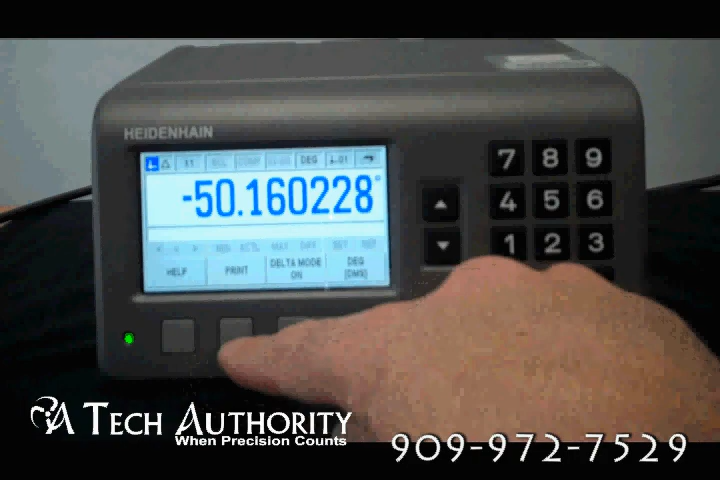 HEIDENHAIN
DEG
-50.160228°
HELP
PRINT
DELTA MODE
ON
DEG
[DMS]
7 8 9
4 5 6
1 2 3
A TECH AUTHORITY
When Precision Counts
909-972-7529